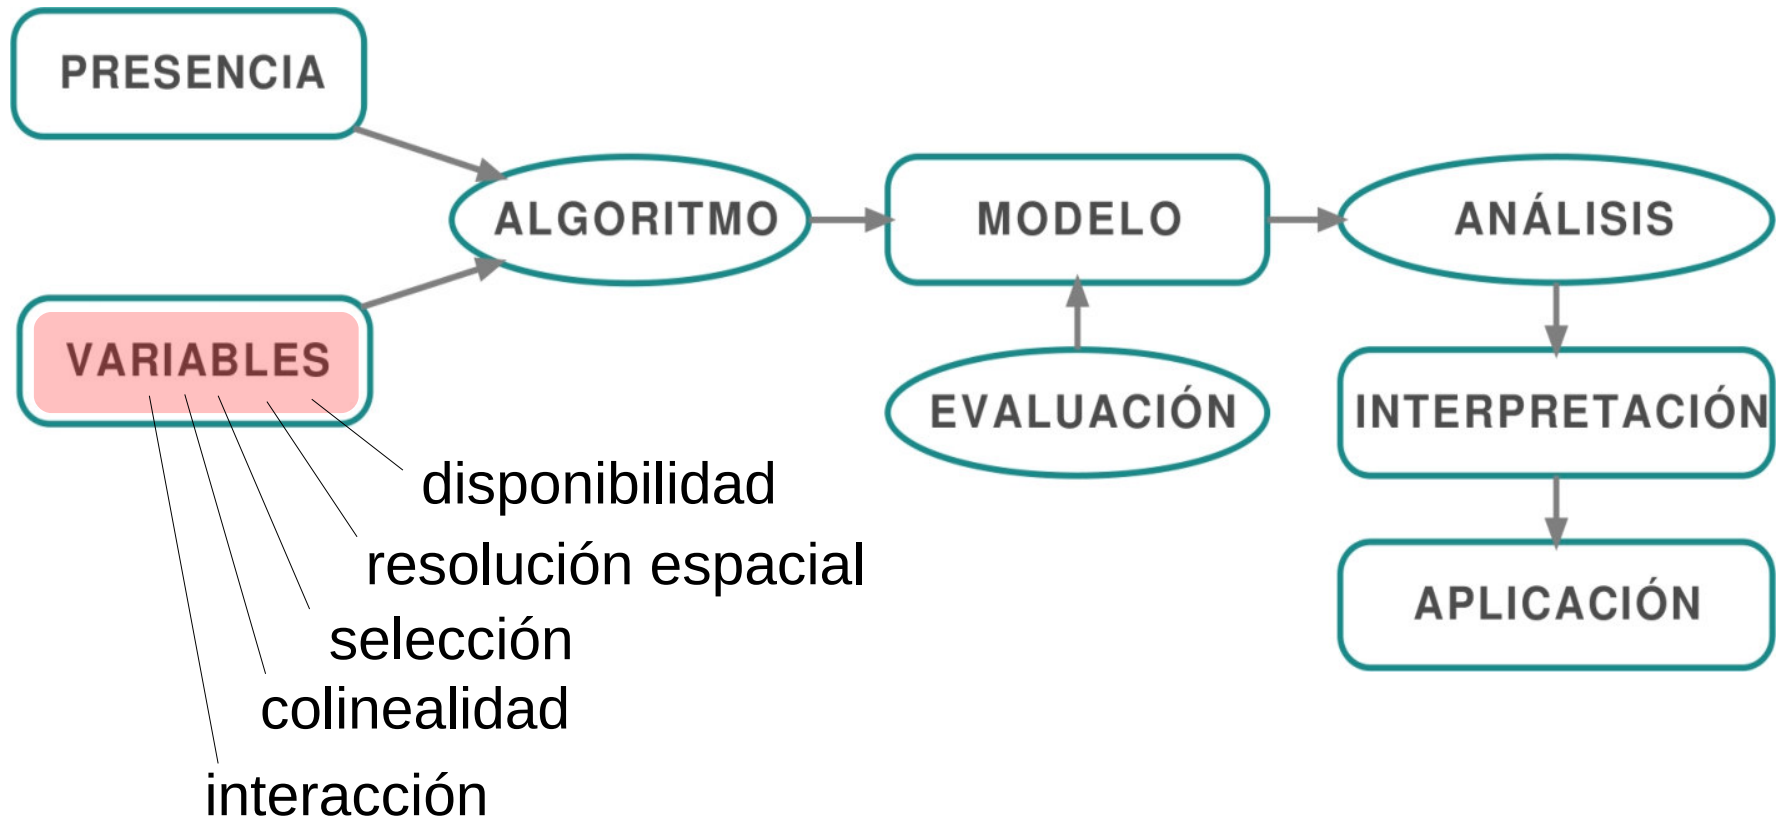 PRESENCIA
ALGORITMO
MODELO
ANÁLISIS
VARIABLES
EVALUACIÓN
INTERPRETACIÓN
disponibilidad
resolución espacial
APLICACIÓN
selección
colinealidad
interacción